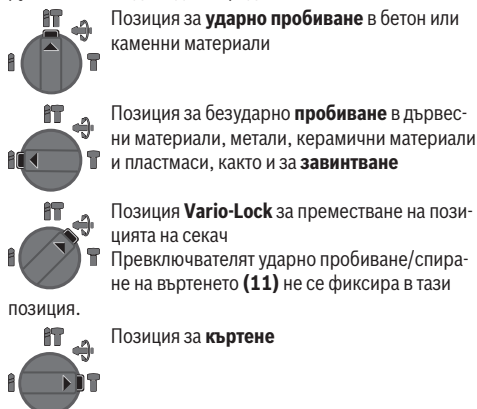 Позиция за ударно пробиване в бетон или
каменни материали
Позиция за безударно пробиване в дървес-
ни материали, метали, керамични материали
и пластмаси, както и за завинтване
Позиция Vario-Lock за преместване на пози-
цията на секач
Превключвателят ударно пробиване/спира-
не на въртенето (11) не се фиксира в тази
позиция.
Позиция за къртене